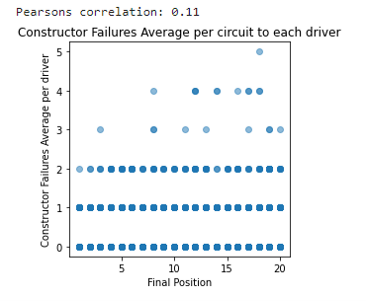 Pearsons correlation: 0.11
Constructor Failures Average per circuit to each driver
Constructor Failures Average per driver
5
4
3
2
1
0
5
10
15
20
Final Position